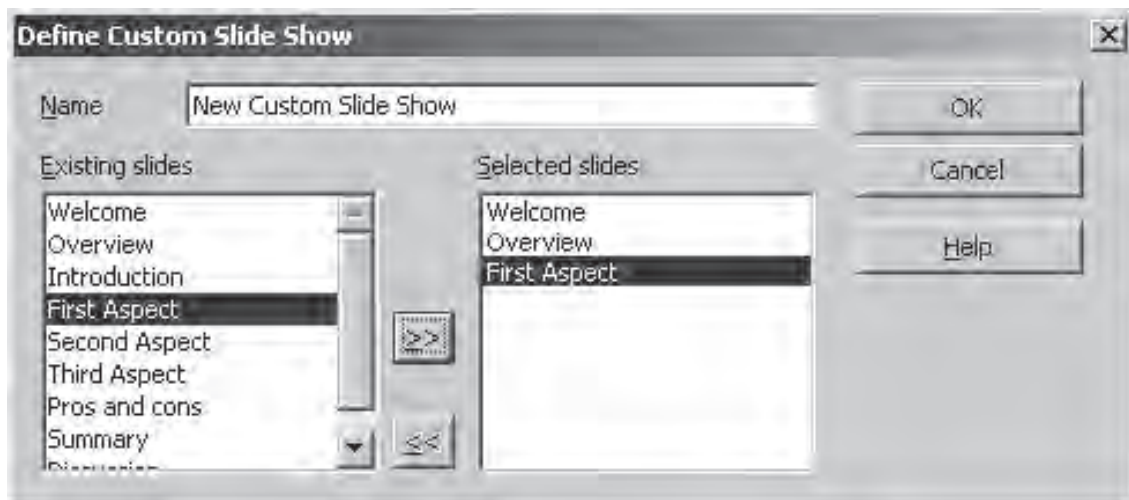 Define Custom Slide Show
Name
New Custom Slide Show
OK
Existing slides
Selected slides
Cancel
Welcome
Overview
Introduction
First Aspect
Second Aspect
Third Aspect
Pros and cons
Summary
>>
<<
Welcome
Overview
First Aspect
Help